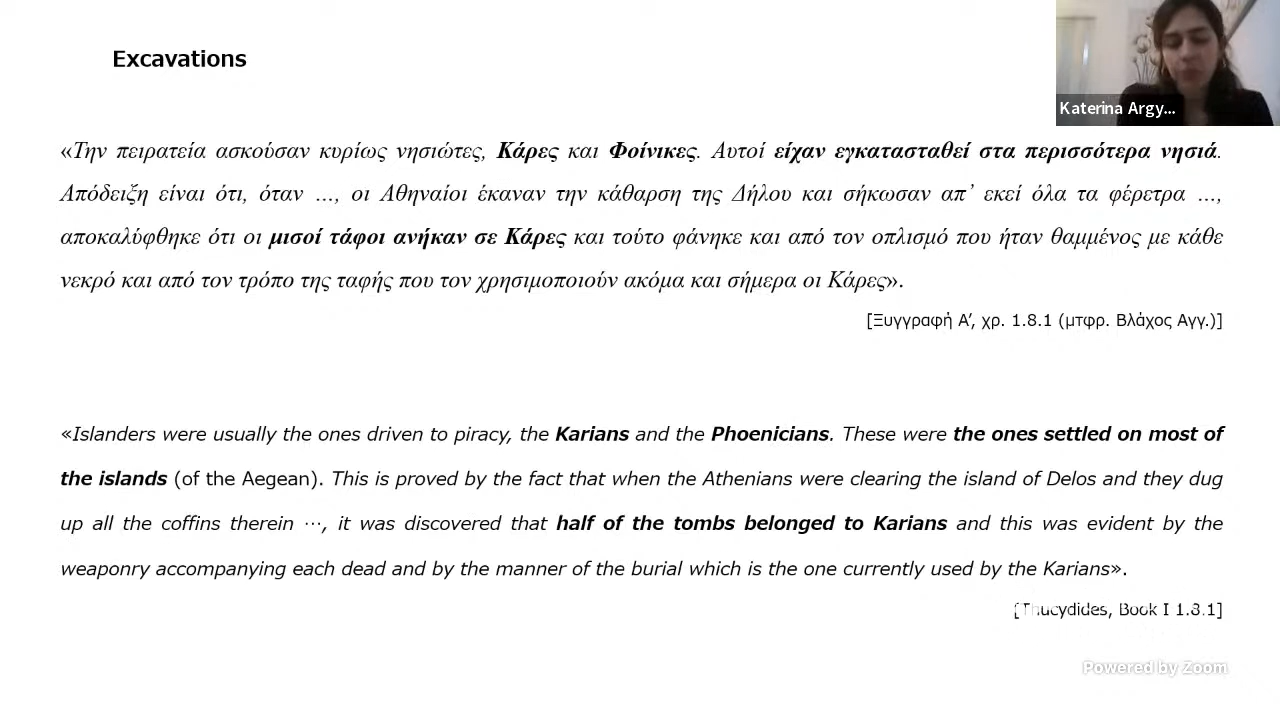 Excavations
Katerina Argy...
«Την πειρατεία ασκούσαν κυρίως νησιώτες, Κάρες και Φοίνικες. Αυτοί είχαν εγκατασταθεί στα περισσότερα νησιά.
Απόδειξη είναι ότι, όταν …, οι Αθηναίοι έκαναν την κάθαρση της Δήλου και σήκωσαν απ’ εκεί όλα τα φέρετρα …,
αποκαλύφθηκε ότι οι μισοί τάφοι ανήκαν σε Κάρες και τούτο φάνηκε και από τον οπλισμό που ήταν θαμμένος με κάθε
νεκρό και από τον τρόπο της ταφής που τον χρησιμοποιούν ακόμα και σήμερα οι Κάρες».
[Ξυγγραφή Α’, χρ. 1.8.1 (μτφρ. Βλάχος Αγγ.)]
«Islanders were usually the ones driven to piracy, the Karians and the Phoenicians. These were the ones settled on most of
the islands (of the Aegean). This is proved by the fact that when the Athenians were clearing the island of Delos and they dug
up all the coffins therein …, it was discovered that half of the tombs belonged to Karians and this was evident by the
weaponry accompanying each dead and by the manner of the burial which is the one currently used by the Karians».
[Thucydides, Book I 1.8.1]
Powered by Zoom